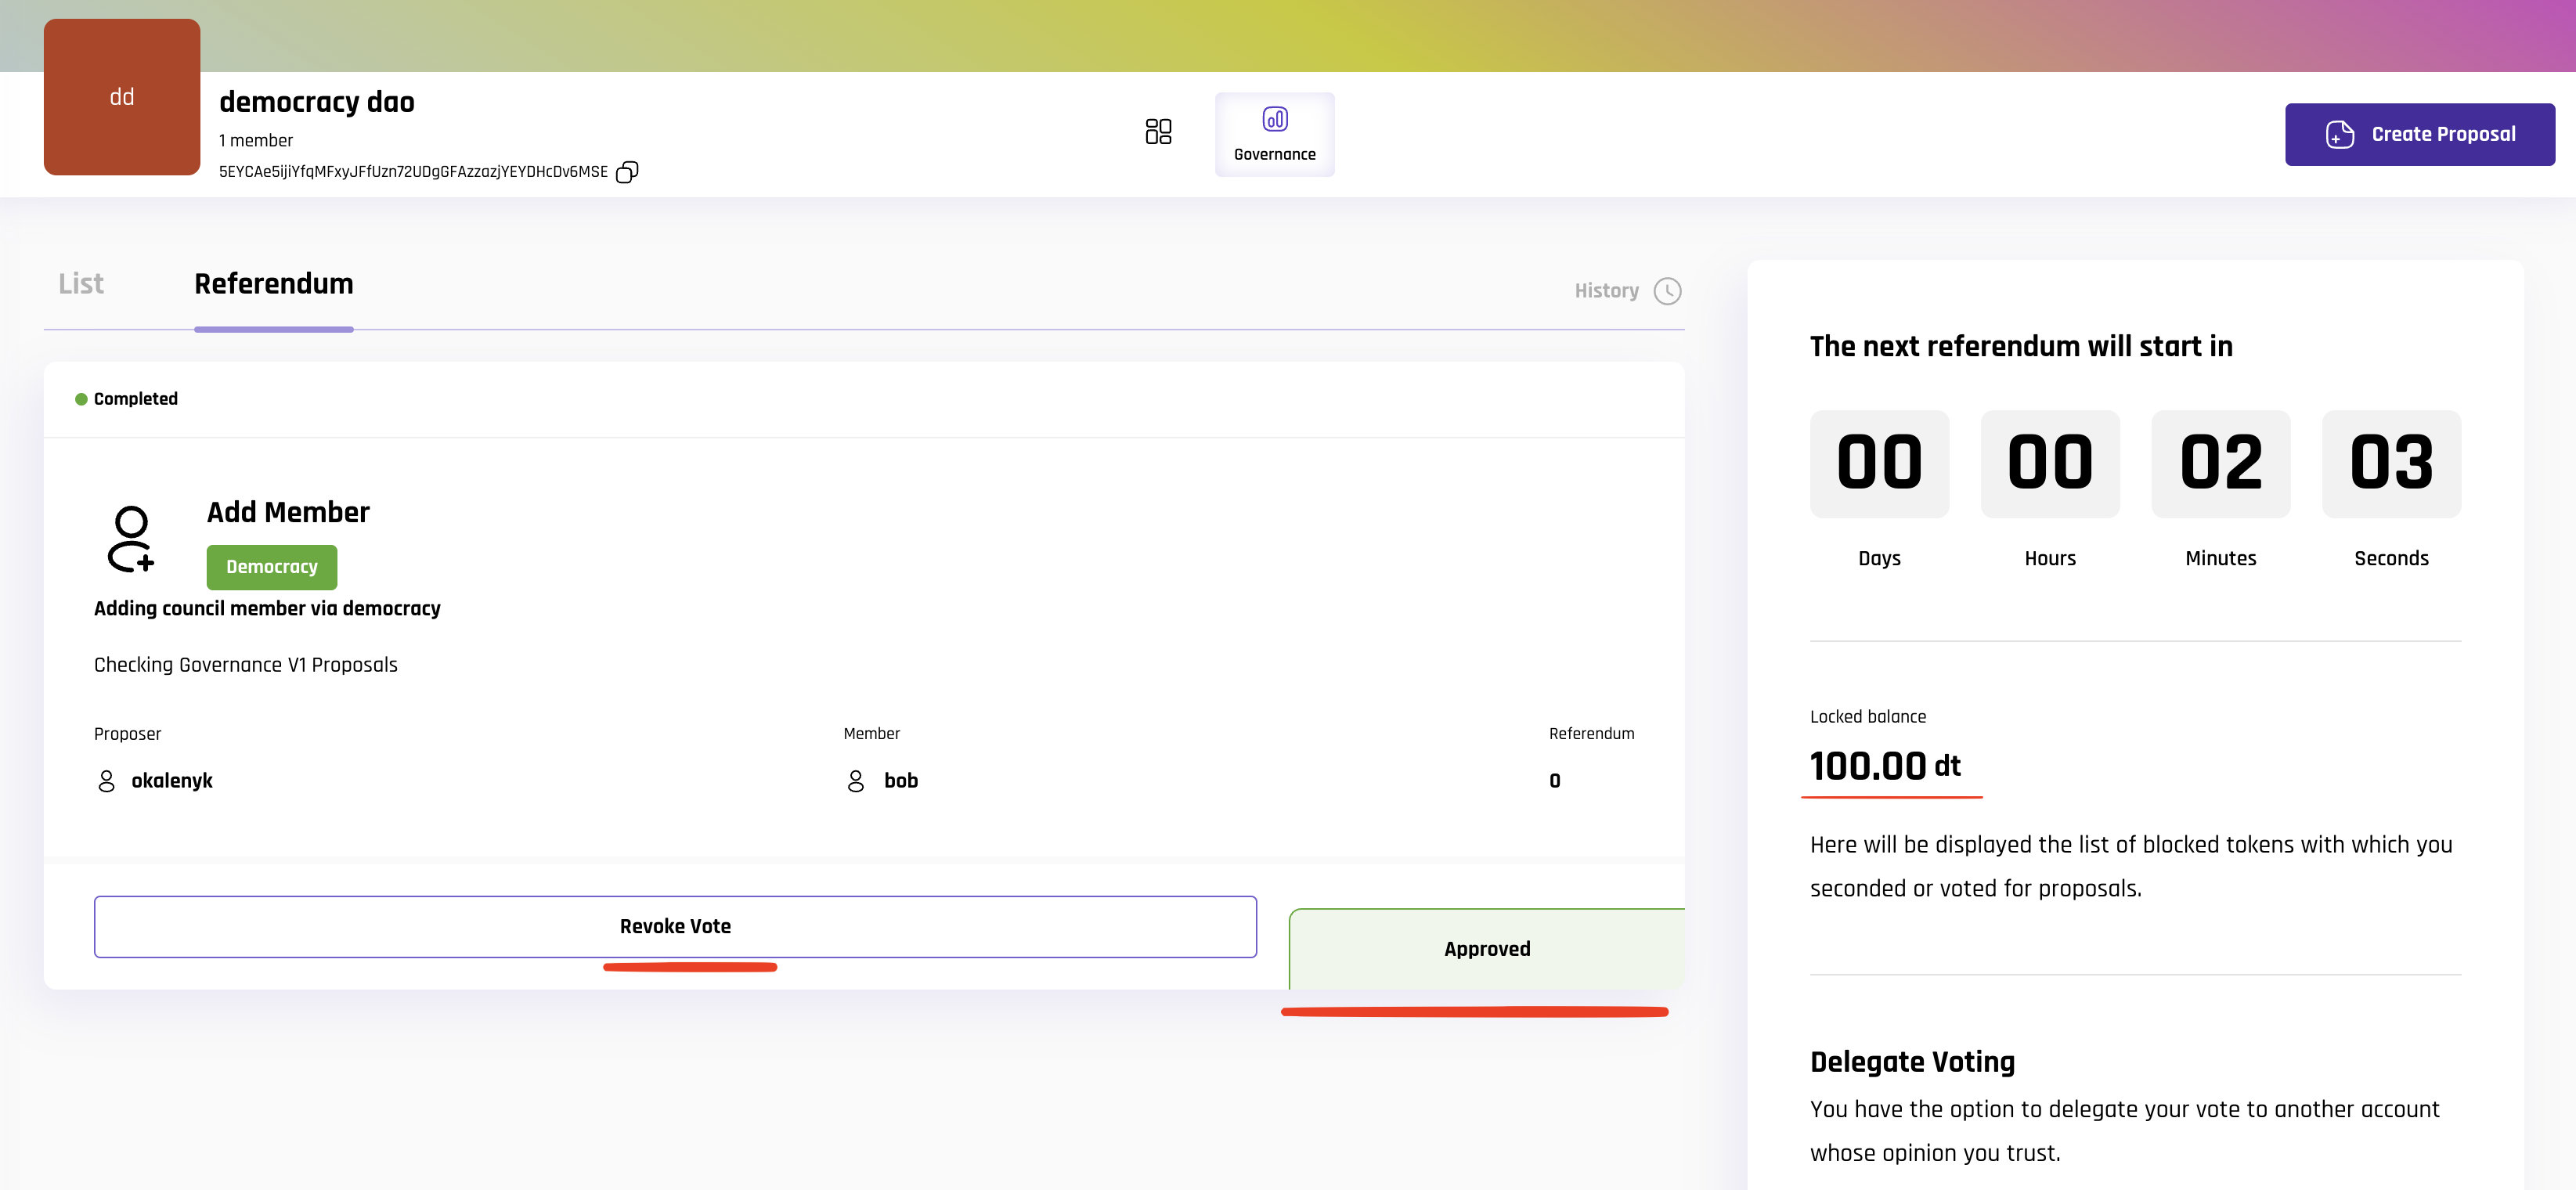 dd
democracy dao
1 member
5EYCAe5ijiYfqMFxyJFfUzn72UDgGFAzzazjYEYDHcDv6MSE
Governance
Create Proposal
List
Referendum
History
Completed
Add Member
Democracy
Adding council member via democracy
Checking Governance V1 Proposals
Proposer
Member
Referendum
okalenyk
bob
0
Revoke Vote
Approved
The next referendum will start in
00 00 02 03
Days Hours Minutes Seconds
Locked balance
100.00 dt
Here will be displayed the list of blocked tokens with which you
seconded or voted for proposals.
Delegate Voting
You have the option to delegate your vote to another account
whose opinion you trust.